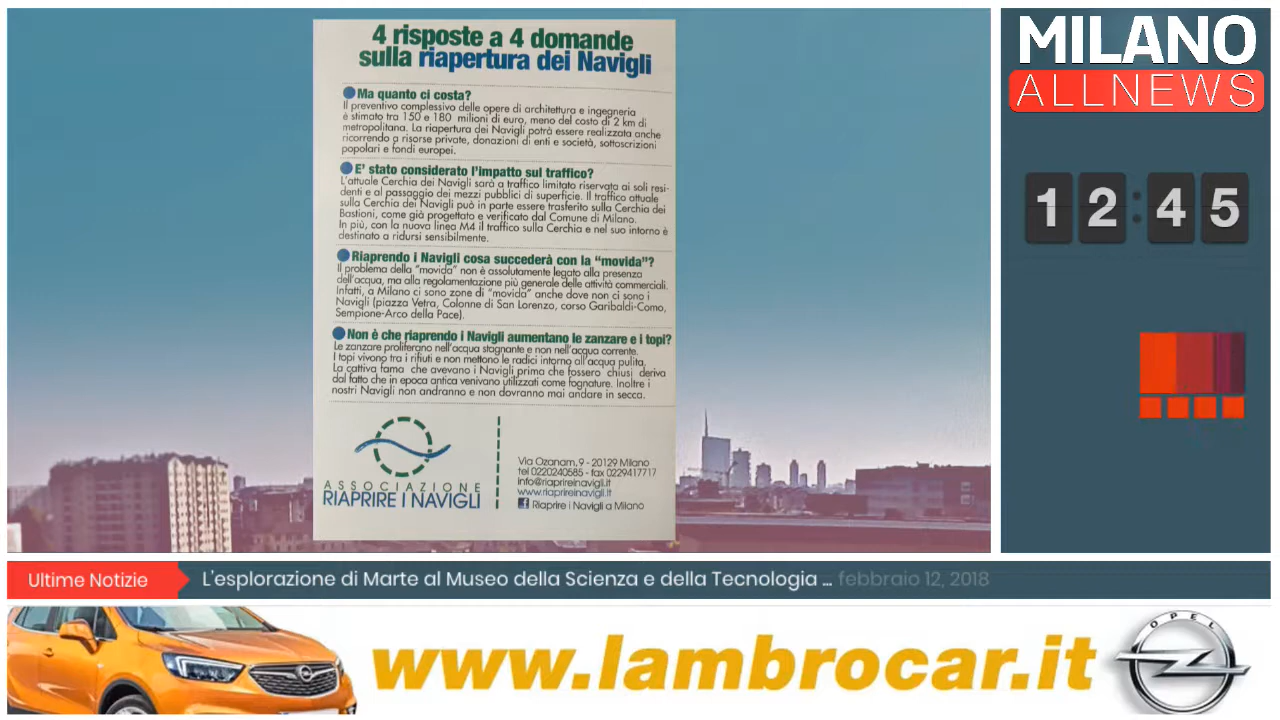 4 risposte a 4 domande
sulla riapertura dei Navigli
Ma quanto ci costa?
Il preventivo complessivo delle opere di architettura e ingegneria
è stimato tra 150 e 180 milioni di euro, meno del costo di 2 km di
metropolitana. La riapertura dei Navigli potrà essere realizzata anche
ricorrendo a risorse private, donazioni di enti e società, sottoscrizioni
popolari e fondi europei.
E' stato considerato l'impatto sul traffico?
L'attuale Cerchia dei Navigli sarà a traffico limitato riservata ai soli resi-
denti e al passaggio dei mezzi pubblici di superficie. Il traffico attuale
sulla Cerchia dei Navigli può in parte essere trasferito sulla Cerchia dei
Bastioni, come già progettato e verificato dal Comune di Milano.
In più, con la nuova linea M4 il traffico sulla Cerchia e nel suo intorno è
destinato a ridursi sensibilmente.
Riaprendo i Navigli cosa succederà con la "movida"?
Il problema della "movida" non è assolutamente legato alla presenza
dell'acqua, ma alla regolamentazione più generale delle attività commerciali.
Infatti, a Milano ci sono zone di "movida" anche dove non ci sono i
Navigli (piazza Vetra, Colonne di San Lorenzo, corso Garibaldi-Como,
Sempione-Arco della Pace).
Non è che riaprendo i Navigli aumentano le zanzare e i topi?
Le zanzare proliferano nell'acqua stagnante e non nell'acqua corrente.
I topi vivono tra i rifiuti e non mettono le radici intorno all'acqua pulita.
La cattiva fama che avevano i Navigli prima che fossero chiusi deriva
dal fatto che in epoca antica venivano utilizzati come fognature. Inoltre i
nostri Navigli non andranno e non dovranno mai andare in secca.
ASSOCIAZIONE
RIAPRIRE I NAVIGLI
Via Ozanam,9 - 20129 Milano
tel 0220240585 - fax 0229417717
info@riaprireinavigli.it
www.riaprireinavigli.it
Riaprire i Navigli a Milano
MILANO
ALLNEWS
12:45
Ultime Notizie
L'esplorazione di Marte al Museo della Scienza e della Tecnologia ... febbraio 12, 2018
www.lambrocar.it
OPEL